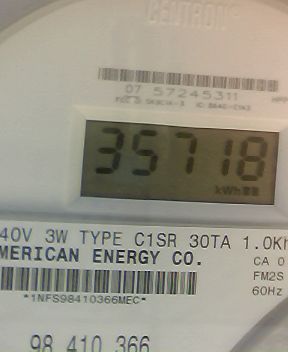 CENTRON
07 57245311
35718
kWh
40V 3W TYPE C1SR 30TA 1.0Kh
MERICAN ENERGY CO.
CA 0
FM2S
60Hz
*1NFS98410366MEC*
98 410 366